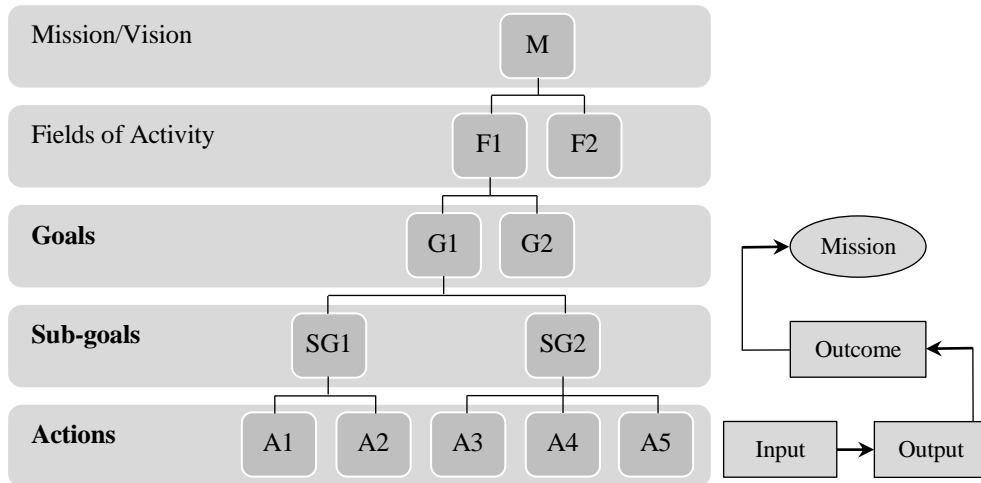 Mission/Vision
M
Fields of Activity
F1 F2
Goals
G1 G2
Mission
Sub-goals
SG1 SG2
Outcome
Actions
A1 A2 A3 A4 A5
Input Output